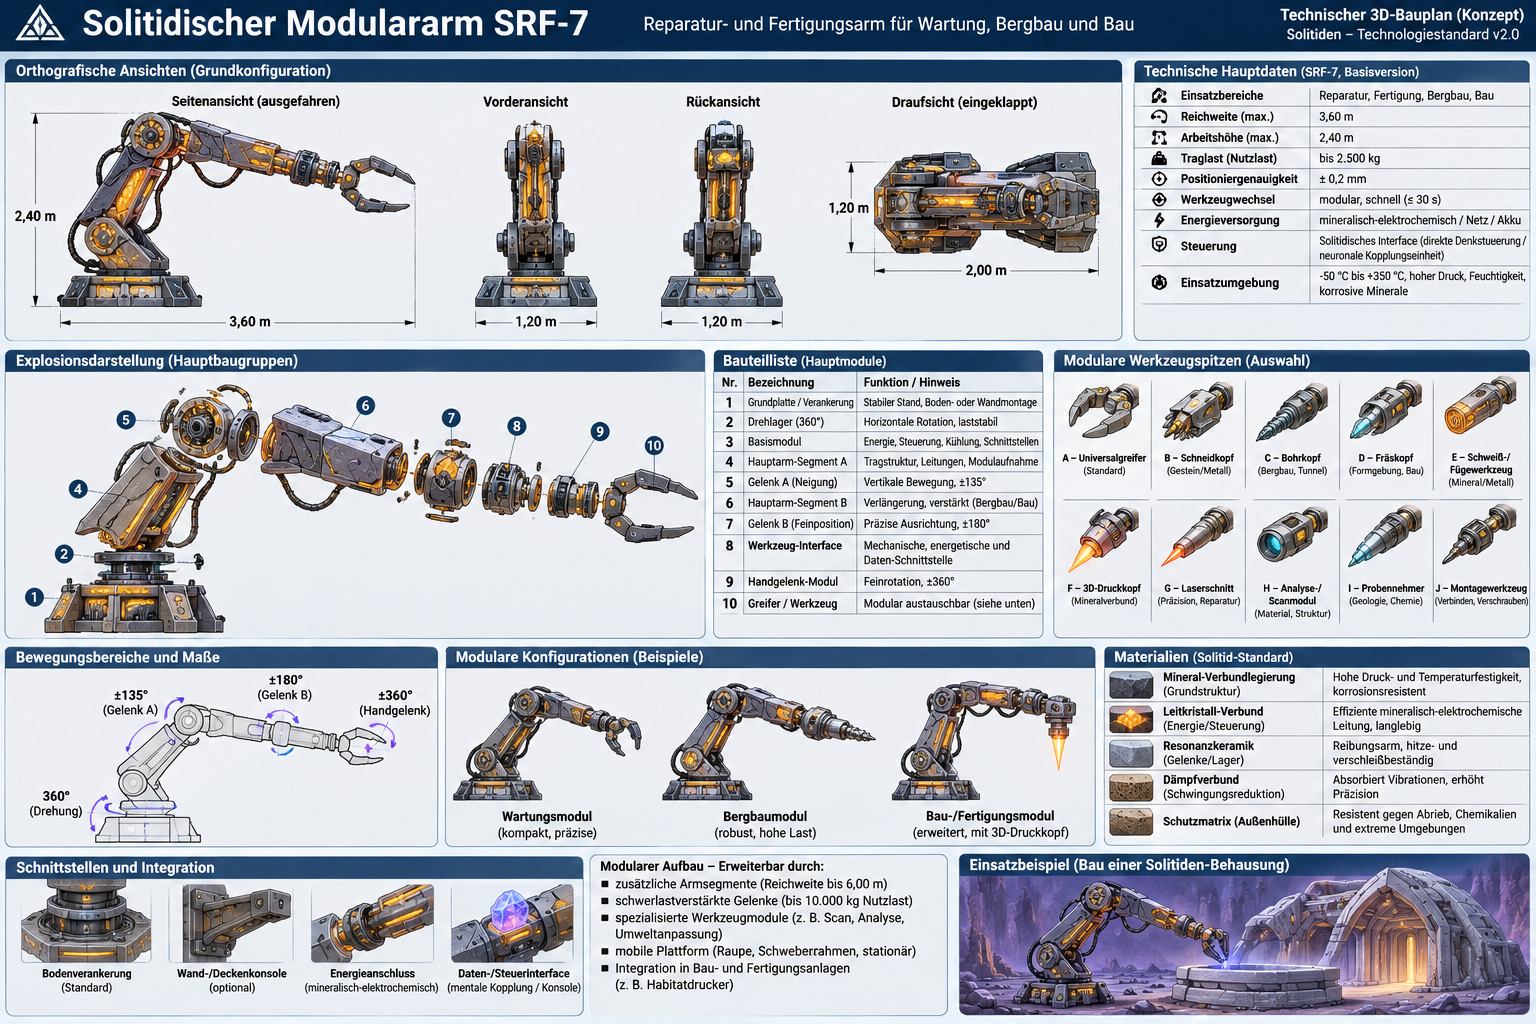 Solitidischer Modulararm SRF-7
Reparatur- und Fertigungsarm für Wartung, Bergbau und Bau
Technischer 3D-Bauplan (Konzept)
Solitiden – Technologiestandard v2.0
Orthografische Ansichten (Grundkonfiguration)
Seitenansicht (ausgefahren)
Vorderansicht
Rückansicht
Draufsicht (eingeklappt)
2,40 m
3,60 m
1,20 m
1,20 m
1,20 m
2,00 m
Technische Hauptdaten (SRF-7, Basisversion)
Einsatzbereiche Reparatur, Fertigung, Bergbau, Bau
Reichweite (max.) 3,60 m
Arbeitshöhe (max.) 2,40 m
Traglast (Nutzlast) bis 2.500 kg
Positioniergenauigkeit ± 0,2 mm
Werkzeugwechsel modular, schnell (≤ 30 s)
Energieversorgung mineralisch-elektrochemisch / Netz / Akku
Steuerung Solitidisches Interface (direkte Denksteuerung /
neuronale Kopplungseinheit)
Einsatzumgebung -50 °C bis +350 °C, hoher Druck, Feuchtigkeit,
korrosive Minerale
Explosionsdarstellung (Hauptbaugruppen)
5
6
7
8
9
10
4
2
1
Bauteilliste (Hauptmodule)
Nr. Bezeichnung Funktion / Hinweis
1 Grundplatte / Verankerung Stabiler Stand, Boden- oder Wandmontage
2 Drehlager (360°) Horizontale Rotation, laststabil
3 Basismodul Energie, Steuerung, Kühlung, Schnittstellen
4 Hauptarm-Segment A Tragstruktur, Leitungen, Modulaufnahme
5 Gelenk A (Neigung) Vertikale Bewegung, ±135°
6 Hauptarm-Segment B Verlängerung, verstärkt (Bergbau/Bau)
7 Gelenk B (Feinposition) Präzise Ausrichtung, ±180°
8 Werkzeug-Interface Mechanische, energetische und
Daten-Schnittstelle
9 Handgelenk-Modul Feinrotation, ±360°
10 Greifer / Werkzeug Modular austauschbar (siehe unten)
Modulare Werkzeugspitzen (Auswahl)
A – Universalgreifer
(Standard)
B – Schneidkopf
(Gestein/Metall)
C – Bohrkopf
(Bergbau, Tunnel)
D – Fräskopf
(Formgebung, Bau)
E – Schweiß-/
Fügewerkzeug
(Mineral/Metall)
F – 3D-Druckkopf
(Mineralverbund)
G – Laserschnitt
(Präzision, Reparatur)
H – Analyse-/
Scanmodul
(Material, Struktur)
I – Probennehmer
(Geologie, Chemie)
J – Montagewerkzeug
(Verbinden, Verschrauben)
Bewegungsbereiche und Maße
±135°
(Gelenk A)
±180°
(Gelenk B)
±360°
(Handgelenk)
360°
(Drehung)
Modulare Konfigurationen (Beispiele)
Wartungsmodul
(kompakt, präzise)
Bergbaumodul
(robust, hohe Last)
Bau-/Fertigungsmodul
(erweitert, mit 3D-Druckkopf)
Materialien (Solitid-Standard)
Mineral-Verbundlegierung Hohe Druck- und Temperaturfestigkeit,
(Grundstruktur) korrosionsresistent
Leitkristall-Verbund Effiziente mineralisch-elektrochemische
(Energie/Steuerung) Leitung, langlebig
Resonanzkeramik Reibungsarm, hitze- und
(Gelenke/Lager) verschleißbeständig
Dämpfverbund Absorbiert Vibrationen, erhöht
(Schwingungsreduktion) Präzision
Schutzmatrix (Außenhülle) Resistent gegen Abrieb, Chemikalien
und extreme Umgebungen
Schnittstellen und Integration
Bodenverankerung
(Standard)
Wand-/Deckenkonsole
(optional)
Energieanschluss
(mineralisch-elektrochemisch)
Daten-/Steuerinterface
(mentale Kopplung / Konsole)
Modularer Aufbau – Erweiterbar durch:
■ zusätzliche Armsegmente (Reichweite bis 6,00 m)
■ schwerlastverstärkte Gelenke (bis 10.000 kg Nutzlast)
■ spezialisierte Werkzeugmodule (z. B. Scan, Analyse,
Umweltanpassung)
■ mobile Plattform (Raupe, Schweberrahmen, stationär)
■ Integration in Bau- und Fertigungsanlagen
(z. B. Habitatdrucker)
Einsatzbeispiel (Bau einer Solitiden-Behausung)